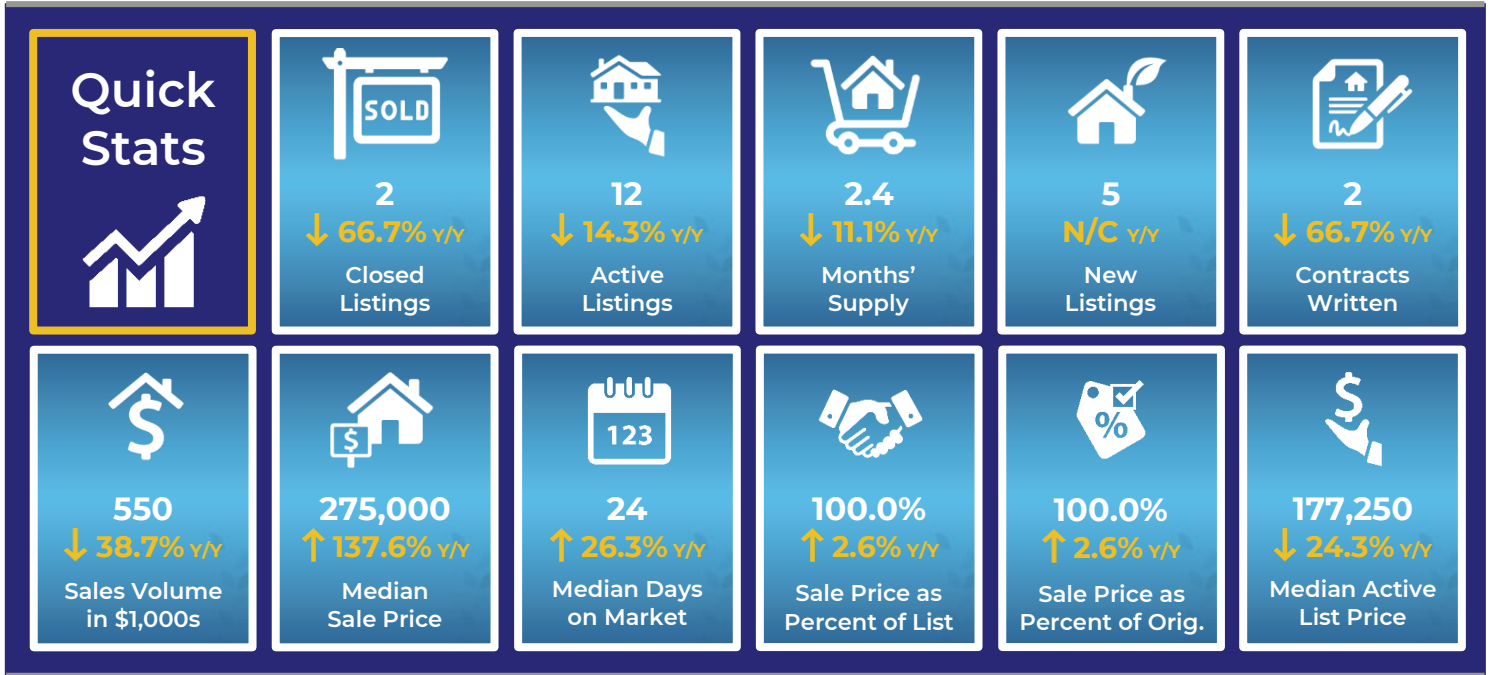 Quick
Stats
SOLD
2
↓ 66.7% Y/Y
Closed
Listings
12
↓ 14.3% Y/Y
Active
Listings
2.4
↓ 11.1% Y/Y
Months’
Supply
5
N/C Y/Y
New
Listings
2
↓ 66.7% Y/Y
Contracts
Written
$
550
↓ 38.7% Y/Y
Sales Volume
in $1,000s
$
275,000
↑ 137.6% Y/Y
Median
Sale Price
123
24
↑ 26.3% Y/Y
Median Days
on Market
100.0%
↑ 2.6% Y/Y
Sale Price as
Percent of List
%
100.0%
↑ 2.6% Y/Y
Sale Price as
Percent of Orig.
$
177,250
↓ 24.3% Y/Y
Median Active
List Price